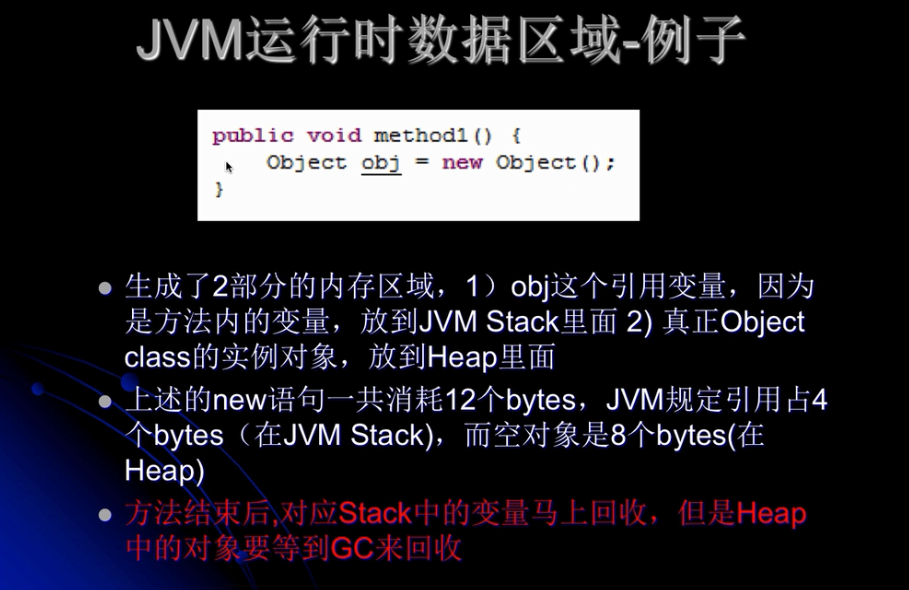 JVM运行时数据区域-例子
public void method1() {
    Object obj = new Object();
}
生成了2部分的内存区域，1）obj这个引用变量，因为
是方法内的变量，放到JVM Stack里面 2) 真正Object
class的实例对象，放到Heap里面
上述的new语句一共消耗12个bytes，JVM规定引用占4
个bytes（在JVM Stack)，而空对象是8个bytes(在
Heap)
方法结束后,对应Stack中的变量马上回收，但是Heap
中的对象要等到GC来回收